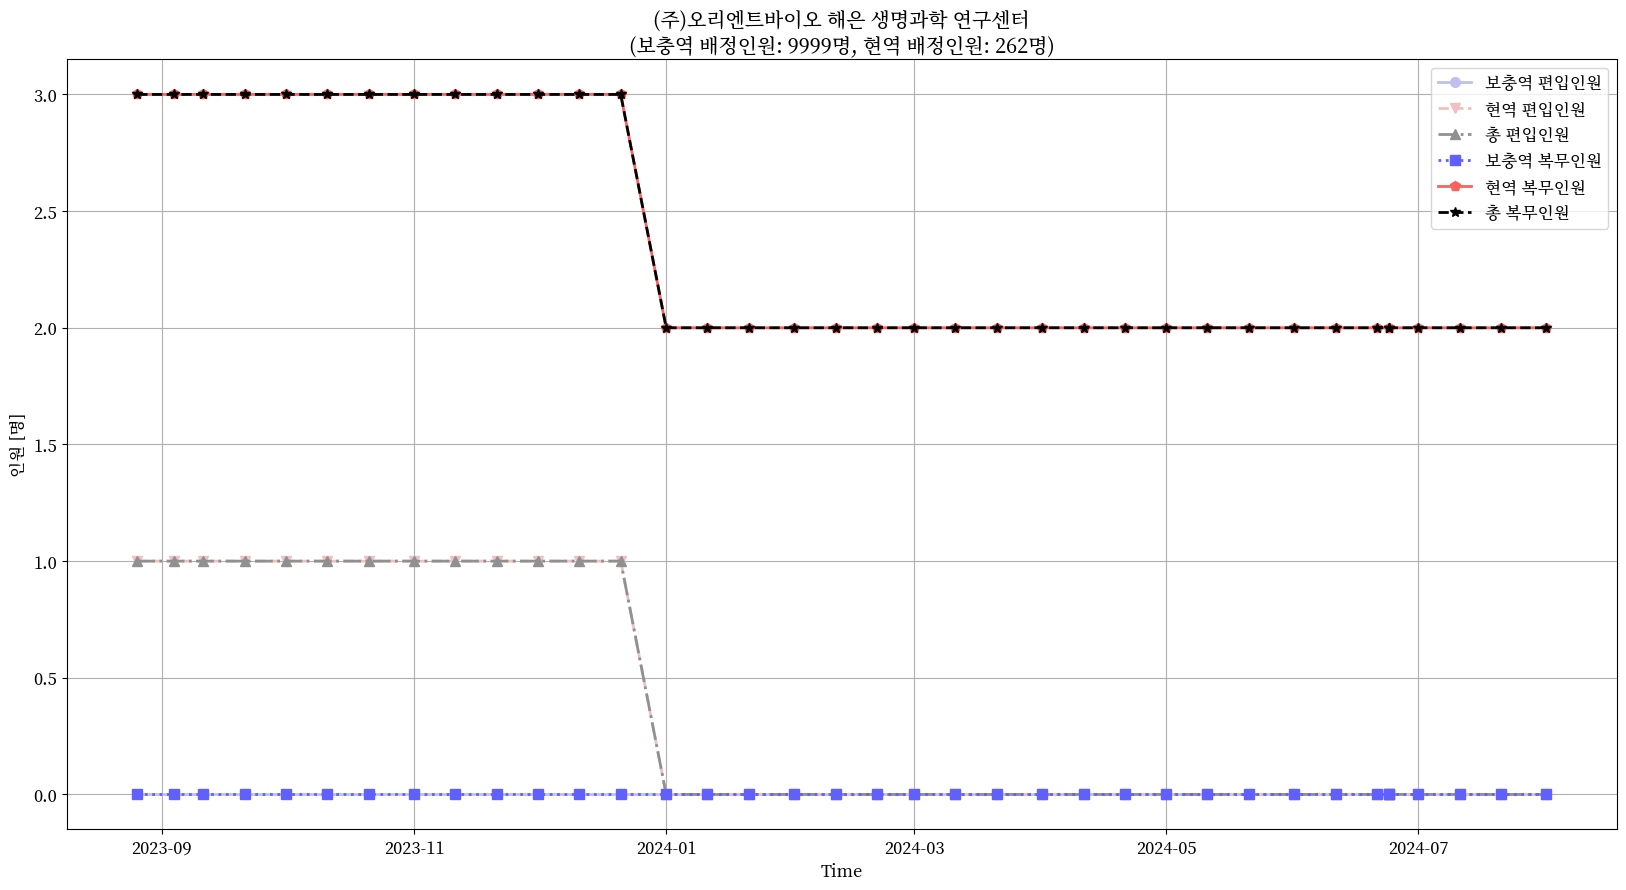 (주)오리엔트바이오 해은 생명과학 연구센터
(보충역 배정인원: 9999명, 현역 배정인원: 262명)
보충역 편입인원
현역 편입인원
총 편입인원
보충역 복무인원
현역 복무인원
총 복무인원
인원 [명]
3.0
2.5
2.0
1.5
1.0
0.5
0.0
2023-09 2023-11 2024-01 2024-03 2024-05 2024-07
Time